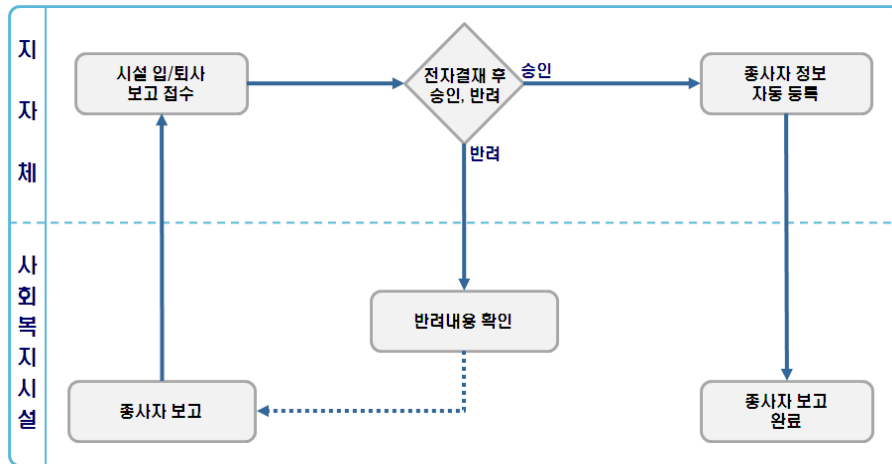 지자체
시설 입/퇴사
보고 접수
전자결재 후
승인, 반려
승인
종사자 정보
자동 등록
반려
사회복지시설
반려내용 확인
종사자 보고
종사자 보고
완료